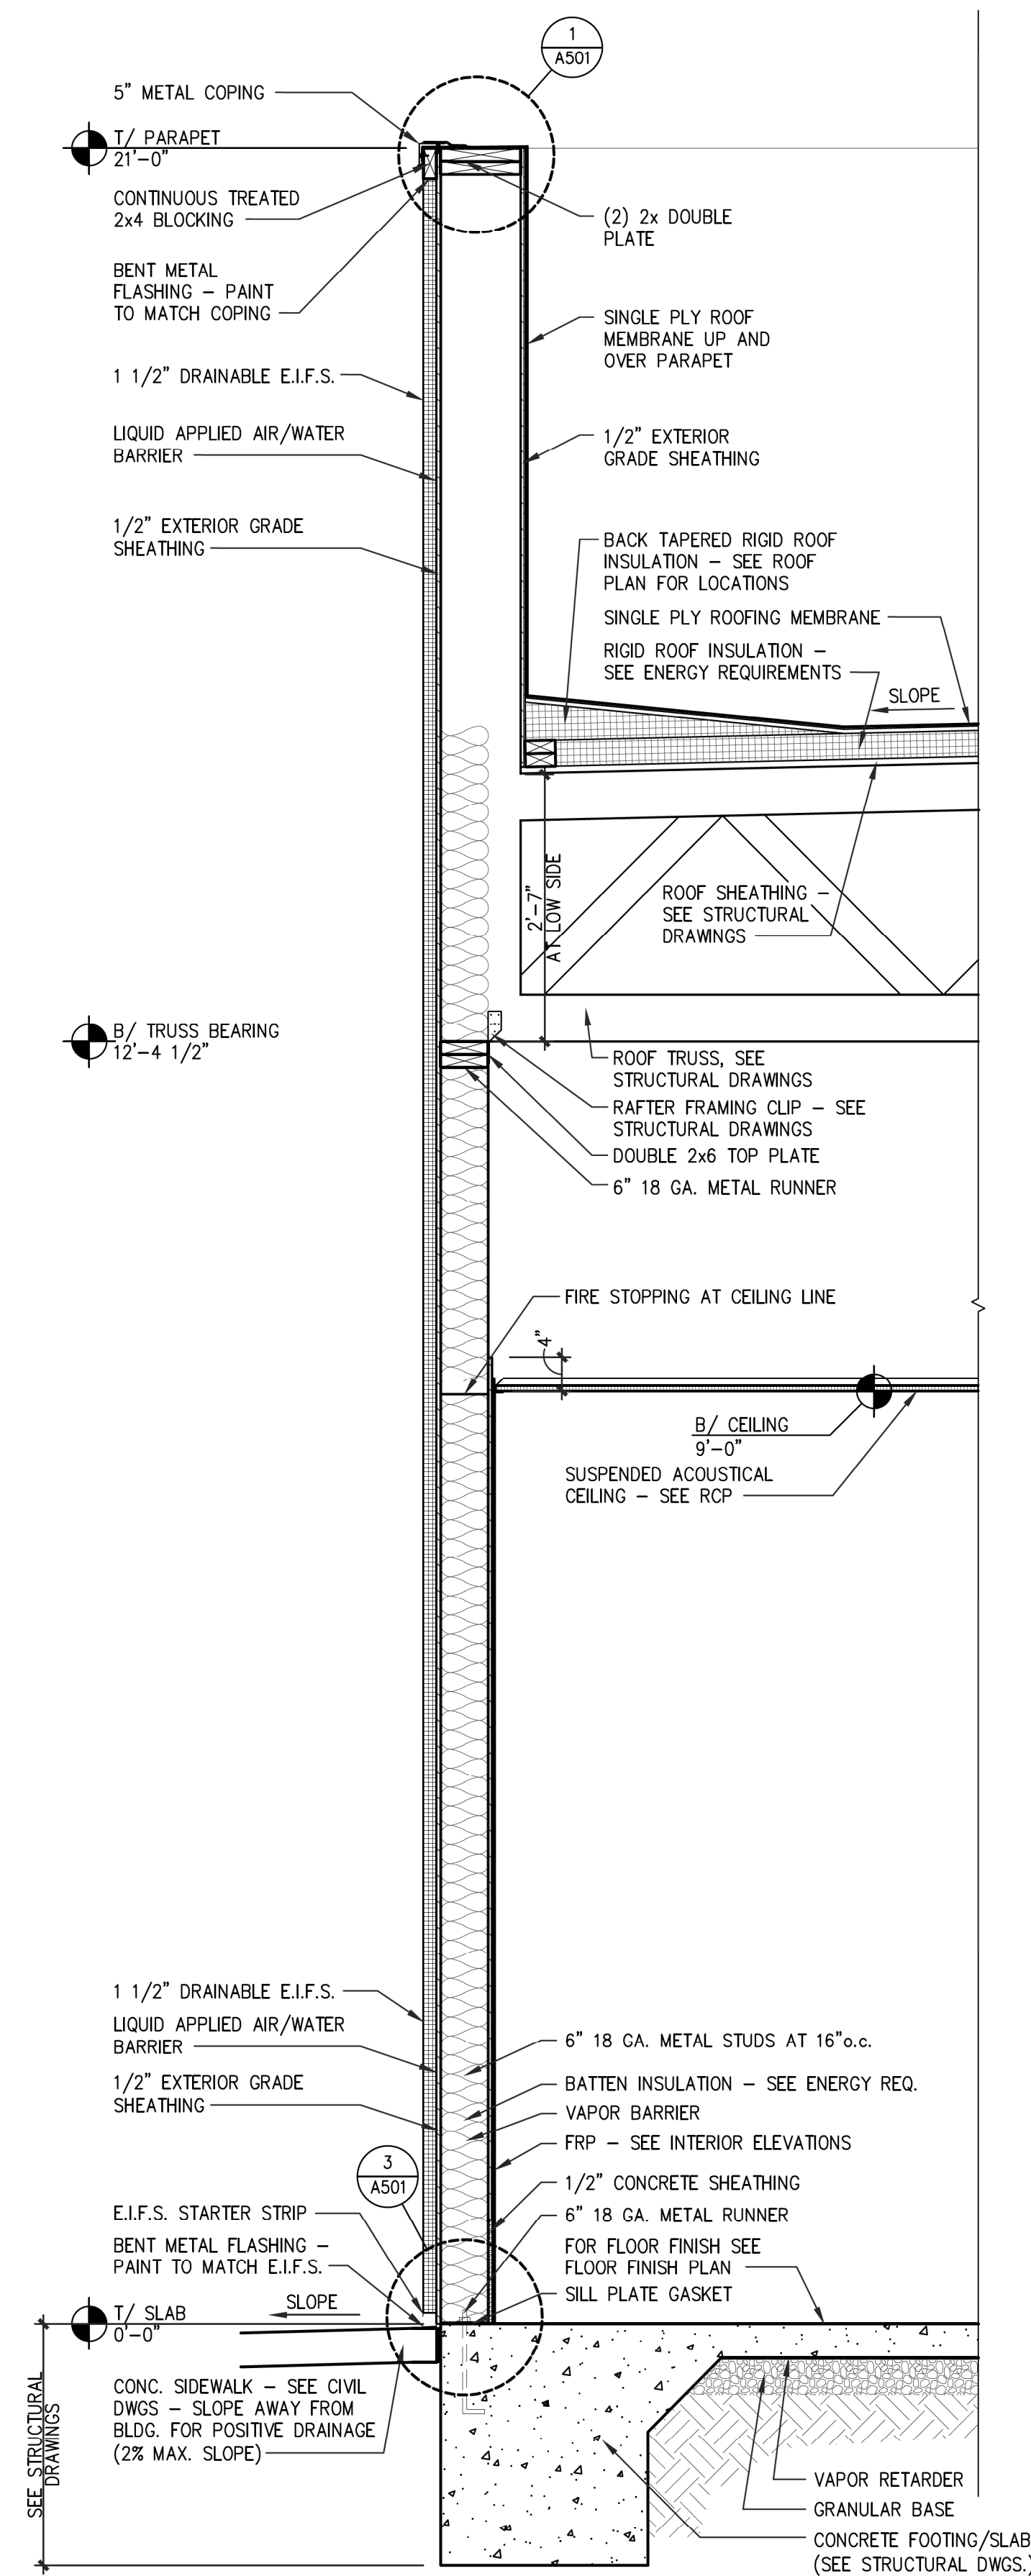 1
A501
5" METAL COPING
T/ PARAPET
21'-0"
CONTINUOUS TREATED
2x4 BLOCKING
(2) 2x DOUBLE
PLATE
BENT METAL
FLASHING – PAINT
TO MATCH COPING
SINGLE PLY ROOF
MEMBRANE UP AND
OVER PARAPET
1 1/2" DRAINABLE E.I.F.S.
LIQUID APPLIED AIR/WATER
BARRIER
1/2" EXTERIOR
GRADE SHEATHING
1/2" EXTERIOR GRADE
SHEATHING
BACK TAPERED RIGID ROOF
INSULATION – SEE ROOF
PLAN FOR LOCATIONS
SINGLE PLY ROOFING MEMBRANE
RIGID ROOF INSULATION –
SEE ENERGY REQUIREMENTS
SLOPE
2'-7"
AT LOW SIDE
ROOF SHEATHING –
SEE STRUCTURAL
DRAWINGS
B/ TRUSS BEARING
12'-4 1/2"
ROOF TRUSS, SEE
STRUCTURAL DRAWINGS
RAFTER FRAMING CLIP – SEE
STRUCTURAL DRAWINGS
DOUBLE 2x6 TOP PLATE
6" 18 GA. METAL RUNNER
FIRE STOPPING AT CEILING LINE
4"
B/ CEILING
9'-0"
SUSPENDED ACOUSTICAL
CEILING – SEE RCP
1 1/2" DRAINABLE E.I.F.S.
LIQUID APPLIED AIR/WATER
BARRIER
1/2" EXTERIOR GRADE
SHEATHING
6" 18 GA. METAL STUDS AT 16"o.c.
BATTEN INSULATION – SEE ENERGY REQ.
VAPOR BARRIER
FRP – SEE INTERIOR ELEVATIONS
3
A501
1/2" CONCRETE SHEATHING
E.I.F.S. STARTER STRIP
6" 18 GA. METAL RUNNER
BENT METAL FLASHING –
PAINT TO MATCH E.I.F.S.
FOR FLOOR FINISH SEE
FLOOR FINISH PLAN
SILL PLATE GASKET
SLOPE
T/ SLAB
0'-0"
CONC. SIDEWALK – SEE CIVIL
DWGS – SLOPE AWAY FROM
BLDG. FOR POSITIVE DRAINAGE
(2% MAX. SLOPE)
SEE STRUCTURAL
DRAWINGS
VAPOR RETARDER
GRANULAR BASE
CONCRETE FOOTING/SLAB
(SEE STRUCTURAL DWGS.)